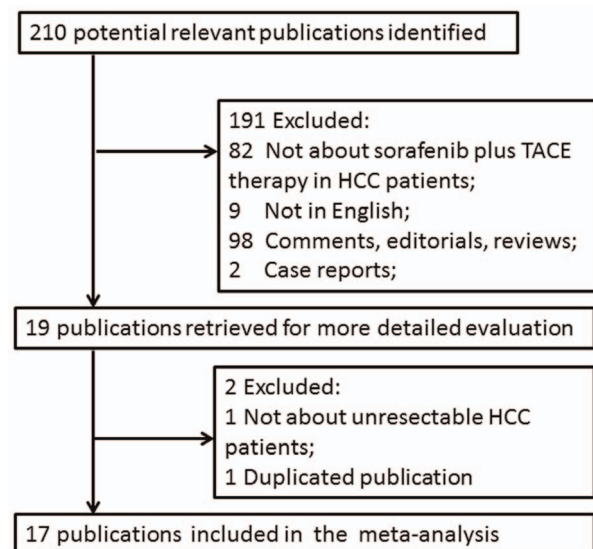 210 potential relevant publications identified
191 Excluded:
82 Not about sorafenib plus TACE
therapy in HCC patients;
9 Not in English;
98 Comments, editorials, reviews;
2 Case reports;
19 publications retrieved for more detailed evaluation
2 Excluded:
1 Not about unresectable HCC
patients;
1 Duplicated publication
17 publications included in the meta-analysis